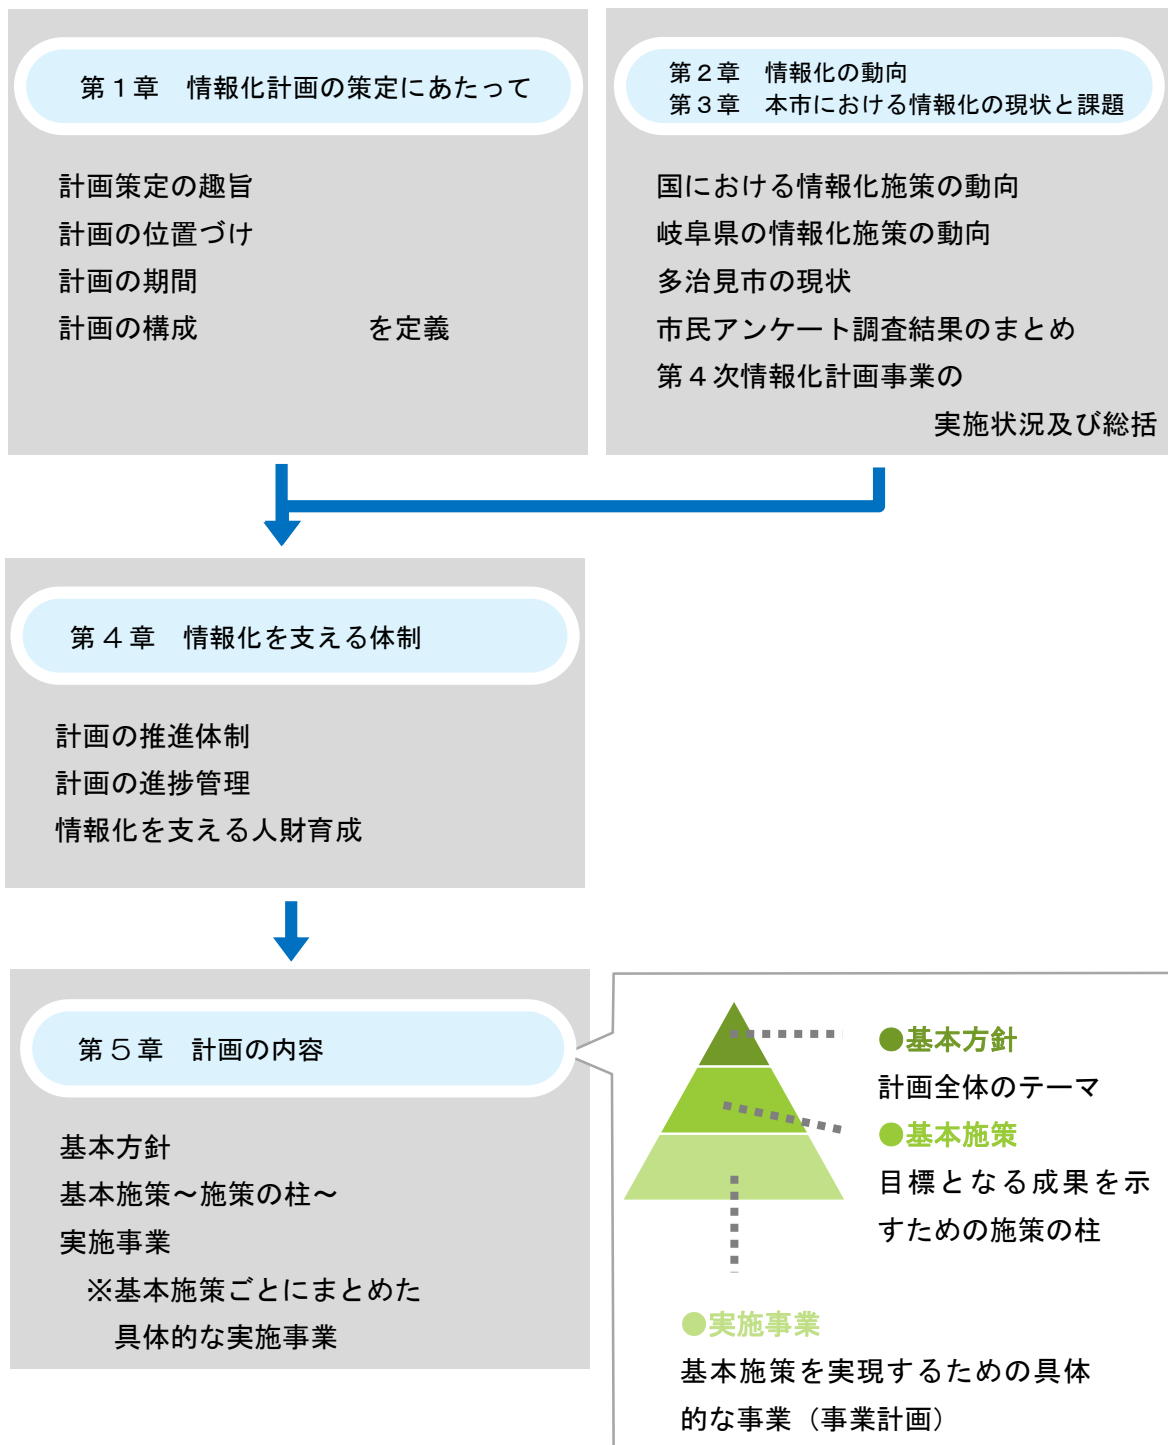 第１章　情報化計画の策定にあたって
計画策定の趣旨
計画の位置づけ
計画の期間
計画の構成　　　　　　を定義
第２章　情報化の動向
第３章　本市における情報化の現状と課題
国における情報化施策の動向
岐阜県の情報化施策の動向
多治見市の現状
市民アンケート調査結果のまとめ
第４次情報化計画事業の
実施状況及び総括
第４章　情報化を支える体制
計画の推進体制
計画の進捗管理
情報化を支える人財育成
第５章　計画の内容
基本方針
基本施策～施策の柱～
実施事業
※基本施策ごとにまとめた
具体的な実施事業
●基本方針
計画全体のテーマ
●基本施策
目標となる成果を示
すための施策の柱
●実施事業
基本施策を実現するための具体
的な事業（事業計画）